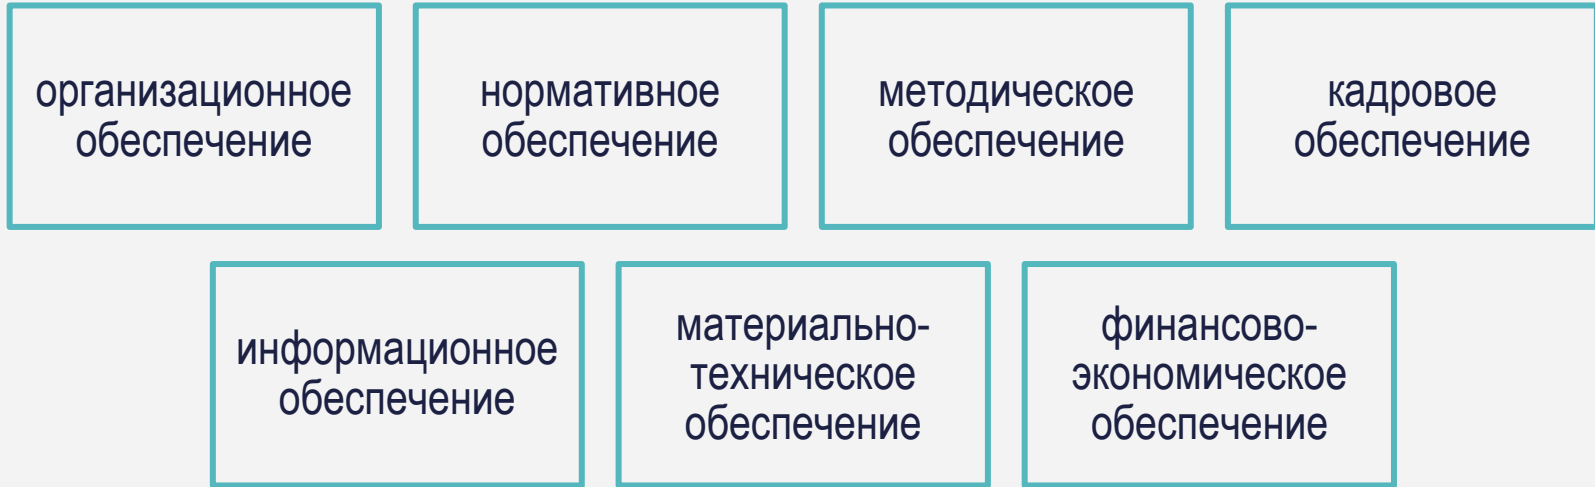 организационное
обеспечение
нормативное
обеспечение
методическое
обеспечение
кадровое
обеспечение
информационное
обеспечение
материально-
техническое
обеспечение
финансово-
экономическое
обеспечение